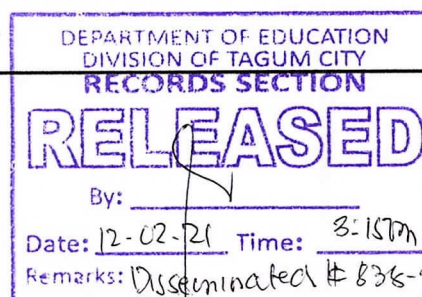 DEPARTMENT OF EDUCATION
DIVISION OF TAGUM CITY
RECORDS SECTION
RELEASED
By:
Date: 12-02-21 Time: 3:15pm
Remarks: Disseminated #